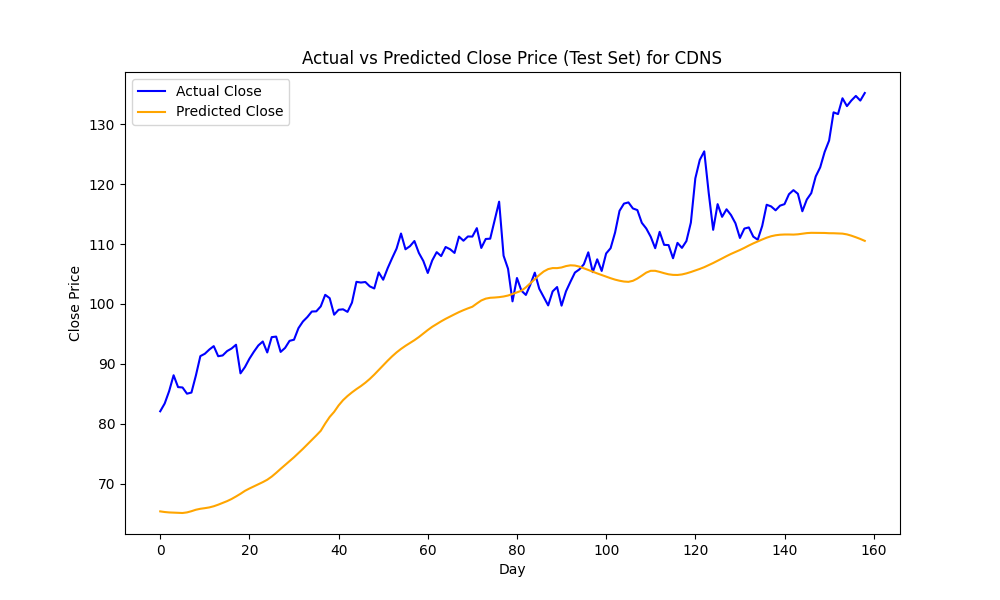 Actual vs Predicted Close Price (Test Set) for CDNS
Actual Close
Predicted Close
Close Price
130
120
110
100
90
80
70
0 20 40 60 80 100 120 140 160
Day